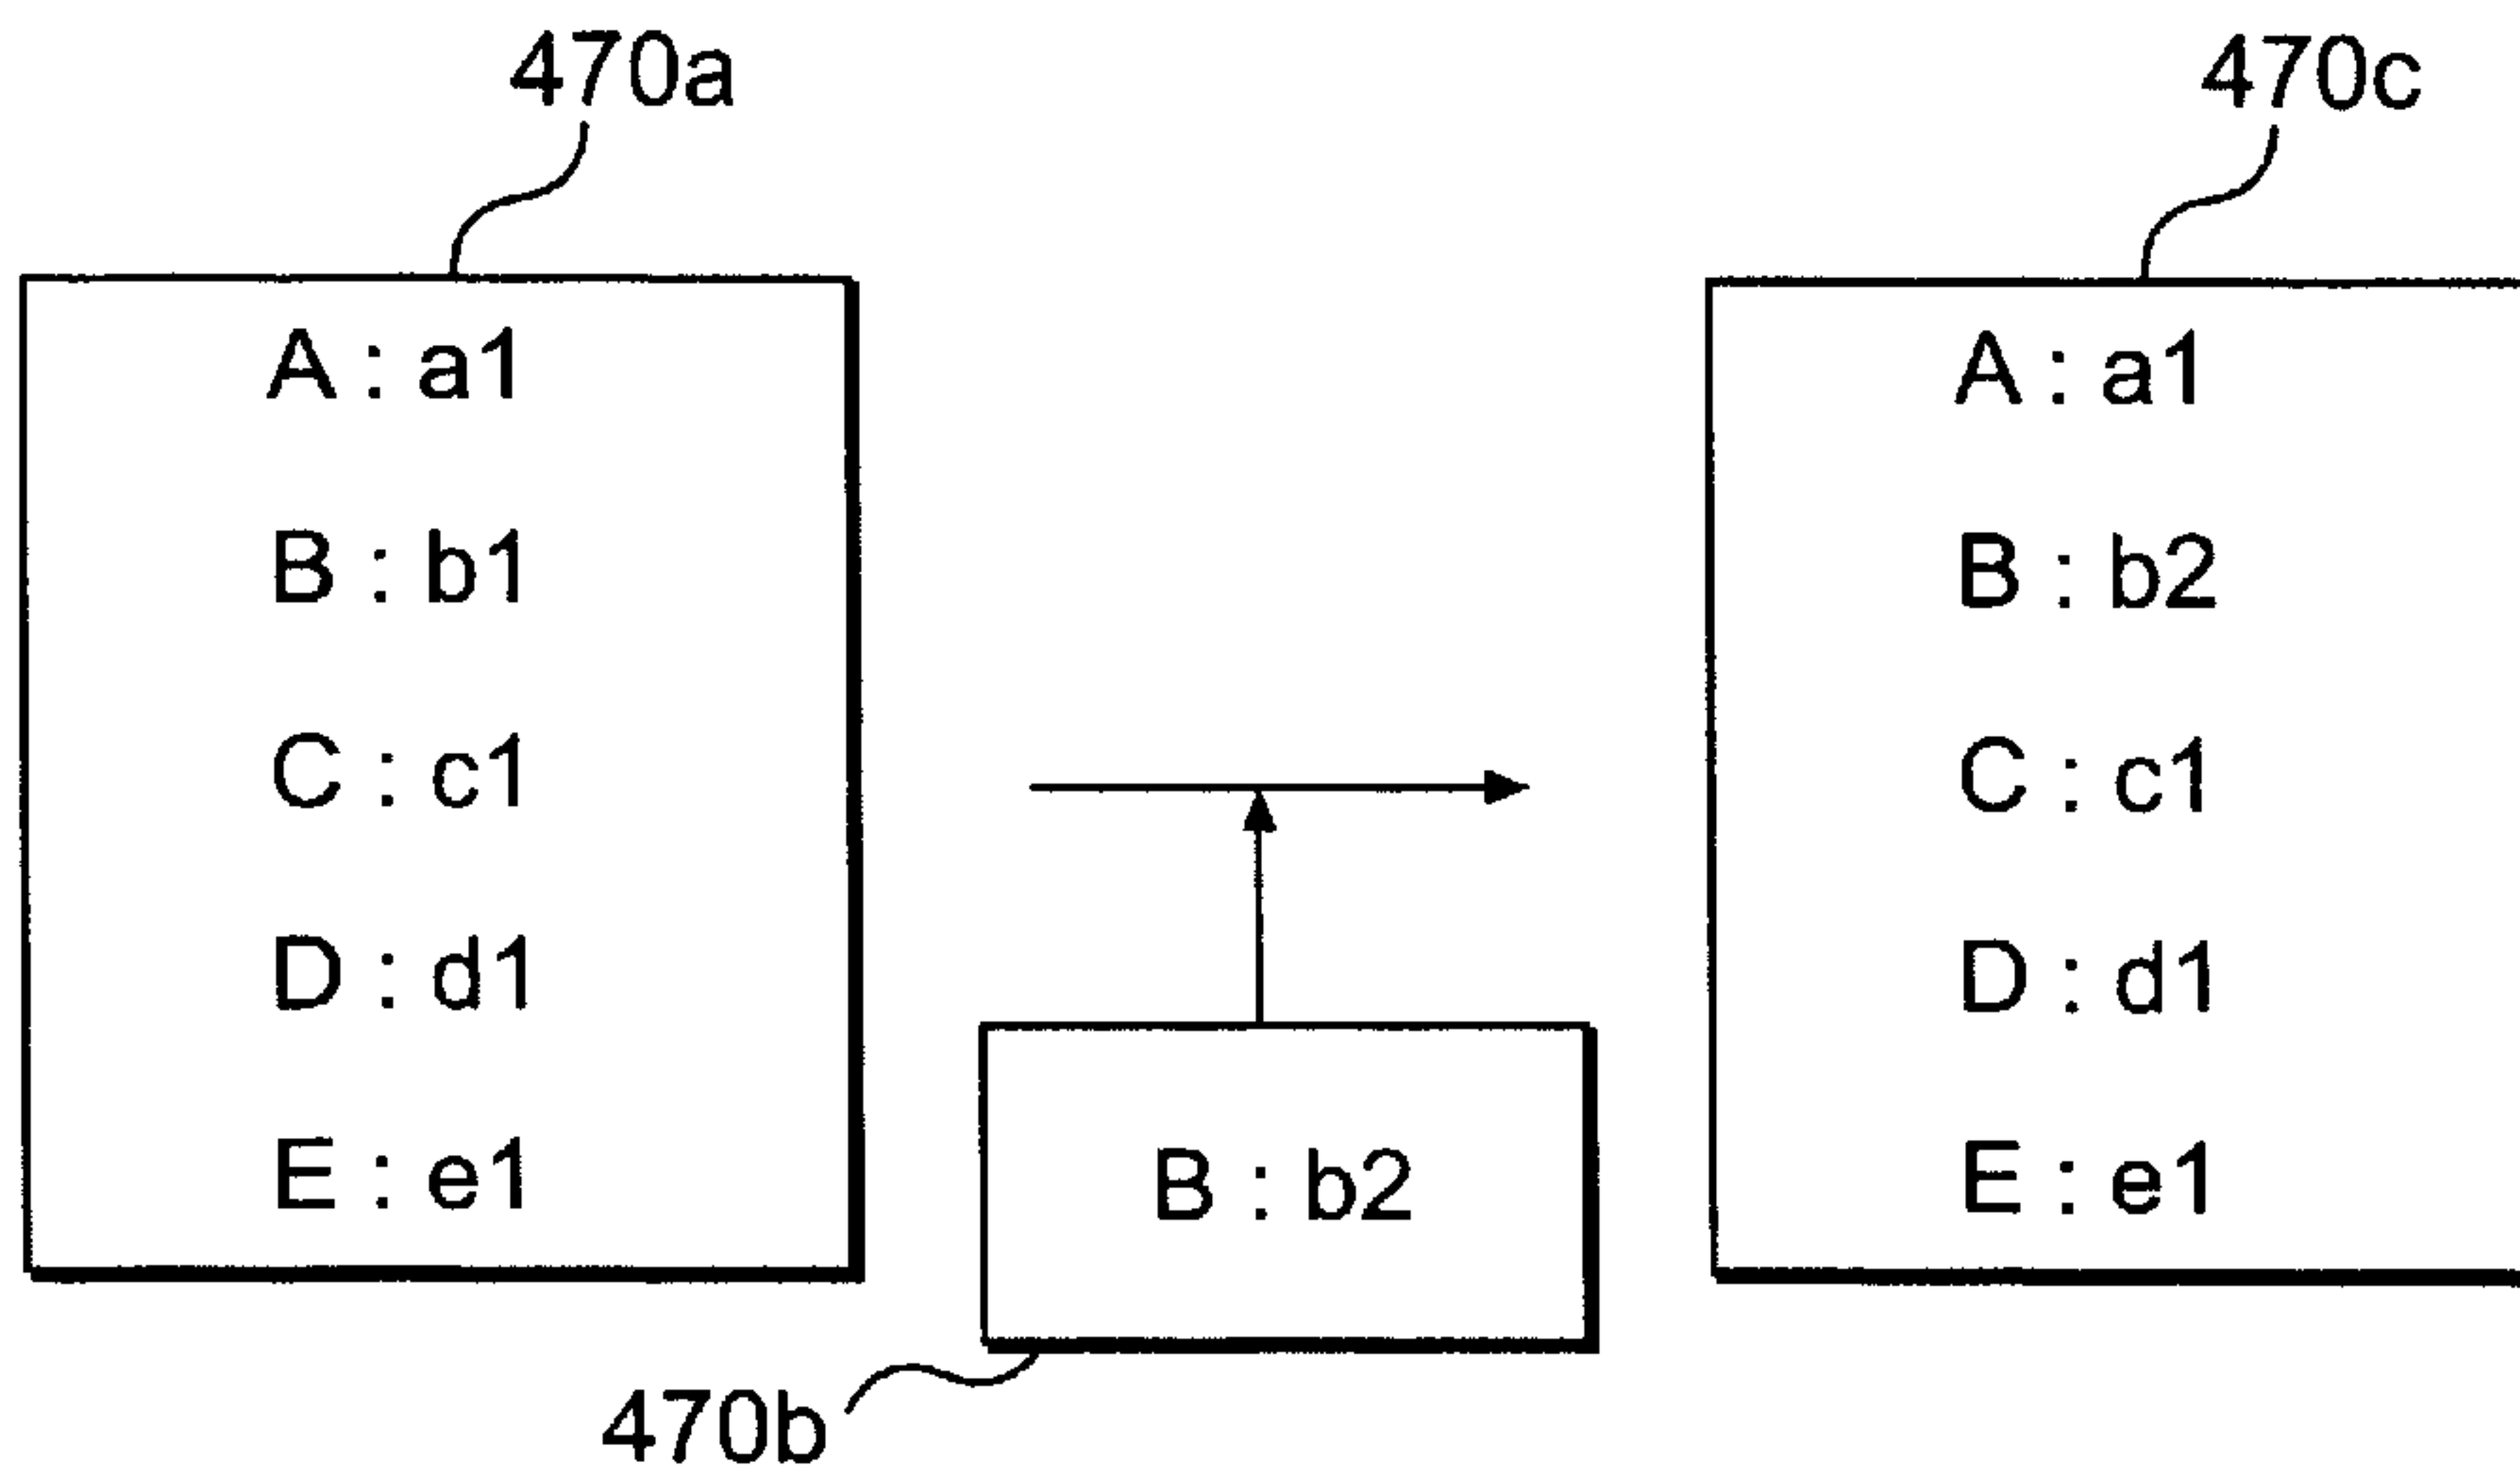 470a
A : a1
B : b1
C : c1
D : d1
E : e1
B : b2
470b
470c
A : a1
B : b2
C : c1
D : d1
E : e1